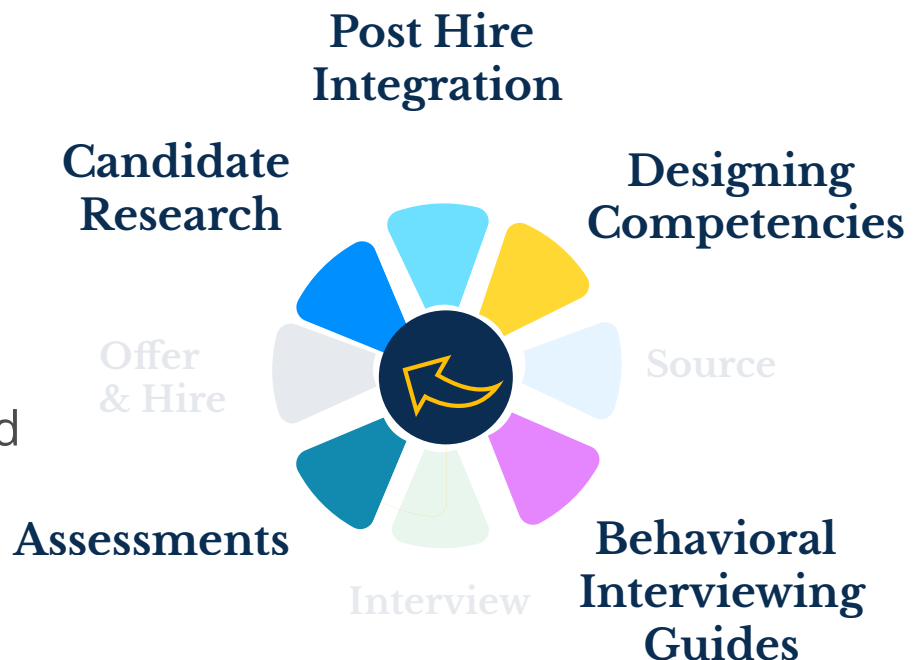 Post Hire
Integration
Candidate
Research
Designing
Competencies
Offer
& Hire
Source
d
Assessments
Behavioral
Interviewing
Guides
Interview